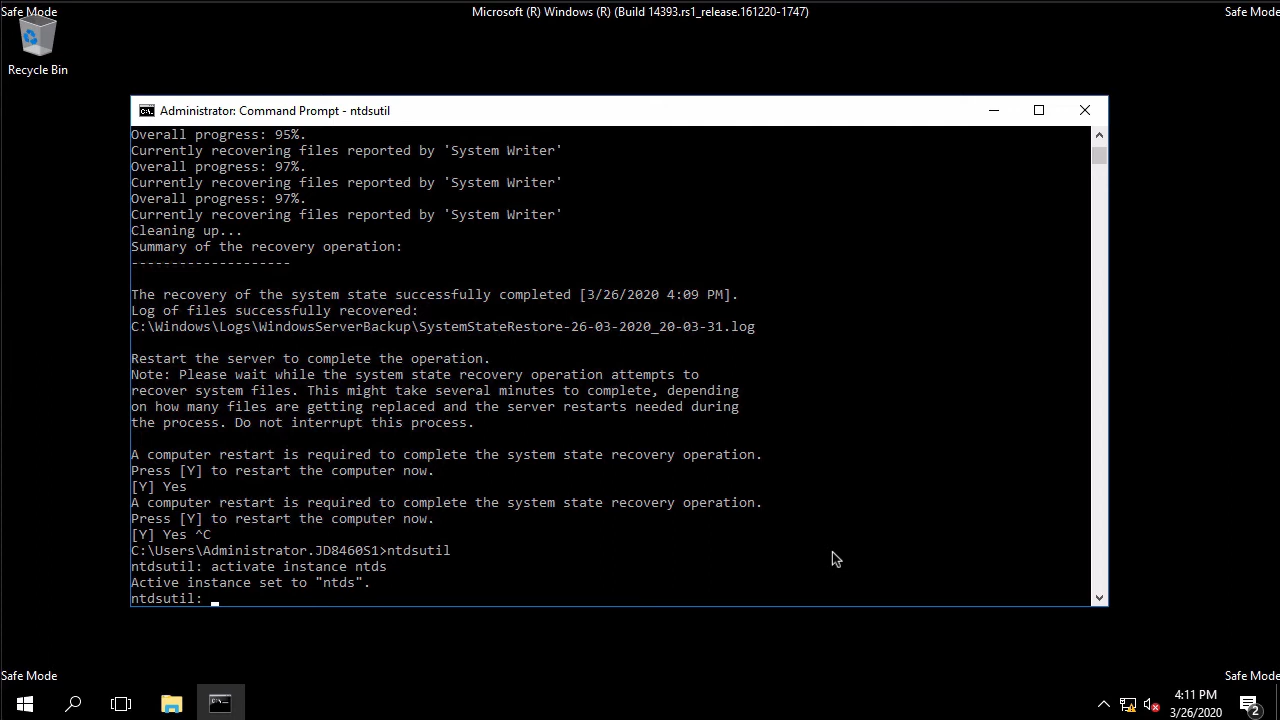 Safe Mode
Microsoft (R) Windows (R) (Build 14393.rs1_release.161220-1747)
Safe Mode
Recycle Bin
Administrator: Command Prompt - ntdsutil
Overall progress: 95%.
Currently recovering files reported by 'System Writer'
Overall progress: 97%.
Currently recovering files reported by 'System Writer'
Overall progress: 97%.
Currently recovering files reported by 'System Writer'
Cleaning up...
Summary of the recovery operation:
--------------------
The recovery of the system state successfully completed [3/26/2020 4:09 PM].
Log of files successfully recovered:
C:\Windows\Logs\WindowsServerBackup\SystemStateRestore-26-03-2020_20-03-31.log
Restart the server to complete the operation.
Note: Please wait while the system state recovery operation attempts to
recover system files. This might take several minutes to complete, depending
on how many files are getting replaced and the server restarts needed during
the process. Do not interrupt this process.
A computer restart is required to complete the system state recovery operation.
Press [Y] to restart the computer now.
[Y] Yes
A computer restart is required to complete the system state recovery operation.
Press [Y] to restart the computer now.
[Y] Yes ^C
C:\Users\Administrator.JD8460S1>ntdsutil
ntdsutil: activate instance ntds
Active instance set to "ntds".
ntdsutil:
Safe Mode
Safe Mode
4:11 PM
3/26/2020
2